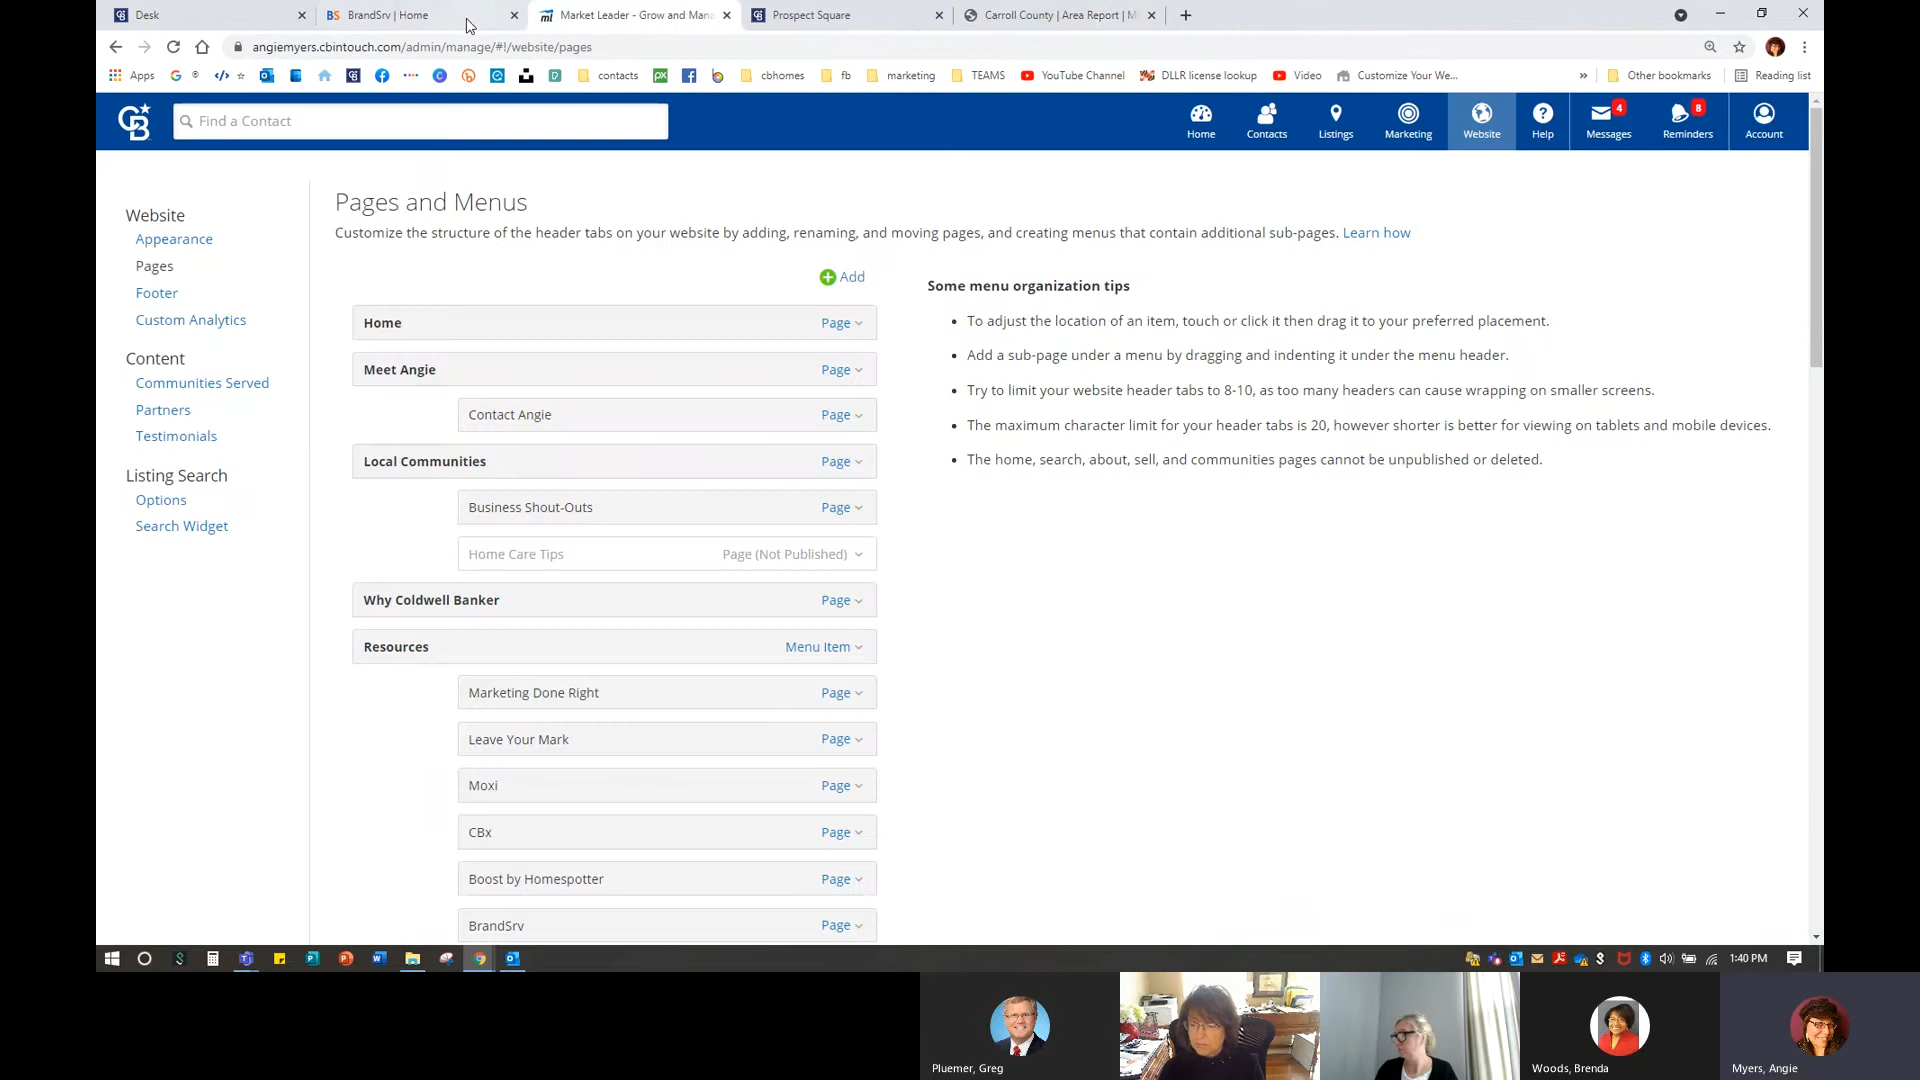 Desk
BS BrandSrv | Home
Market Leader - Grow and Mana
Prospect Square
Carroll County | Area Report | M
angiemyers.cbintouch.com/admin/manage/#!/website/pages
Apps
contacts
cbhomes
fb
marketing
TEAMS
YouTube Channel
DLLR license lookup
Video
Customize Your We...
Other bookmarks
Reading list
Find a Contact
Home
Contacts
Listings
Marketing
Website
Help
4
Messages
8
Reminders
Account
Website
Appearance
Pages
Footer
Custom Analytics
Content
Communities Served
Partners
Testimonials
Listing Search
Options
Search Widget
Pages and Menus
Customize the structure of the header tabs on your website by adding, renaming, and moving pages, and creating menus that contain additional sub-pages. Learn how
Add
Home Page
Meet Angie Page
Contact Angie Page
Local Communities Page
Business Shout-Outs Page
Home Care Tips Page (Not Published)
Why Coldwell Banker Page
Resources Menu Item
Marketing Done Right Page
Leave Your Mark Page
Moxi Page
CBx Page
Boost by Homespotter Page
BrandSrv Page
Some menu organization tips
• To adjust the location of an item, touch or click it then drag it to your preferred placement.
• Add a sub-page under a menu by dragging and indenting it under the menu header.
• Try to limit your website header tabs to 8-10, as too many headers can cause wrapping on smaller screens.
• The maximum character limit for your header tabs is 20, however shorter is better for viewing on tablets and mobile devices.
• The home, search, about, sell, and communities pages cannot be unpublished or deleted.
1:40 PM
Pluemer, Greg
Woods, Brenda
Myers, Angie